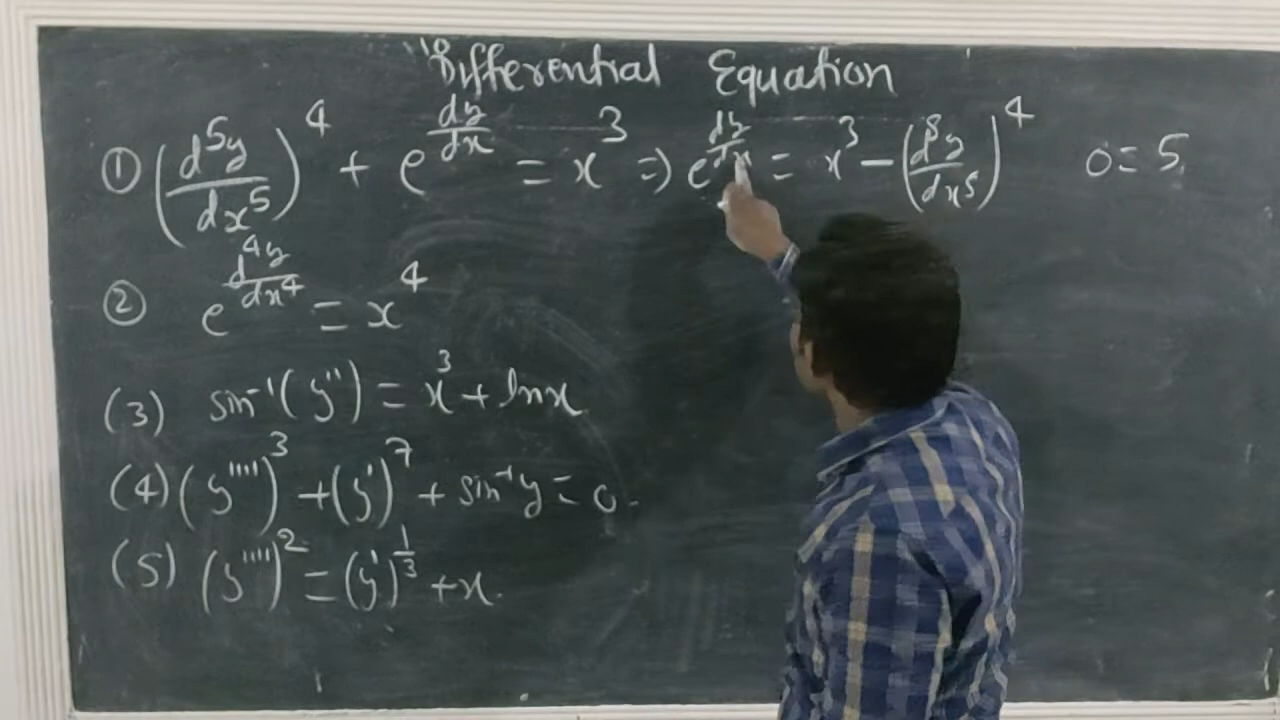 "Differential Equation
① (d⁵y/dx⁵)⁴ + e^(dy/dx) = x³ ⇒ e^(dy/dx) = x³ − (d⁵y/dx⁵)⁴ o = 5
② e^(d⁴y/dx⁴) = x⁴
(3) sin⁻¹(y'') = x³ + lnx
(4) (y'''')³ + (y')⁷ + sin⁻¹y = 0.
(5) (y'''')² = (y')^(1/3) + x.